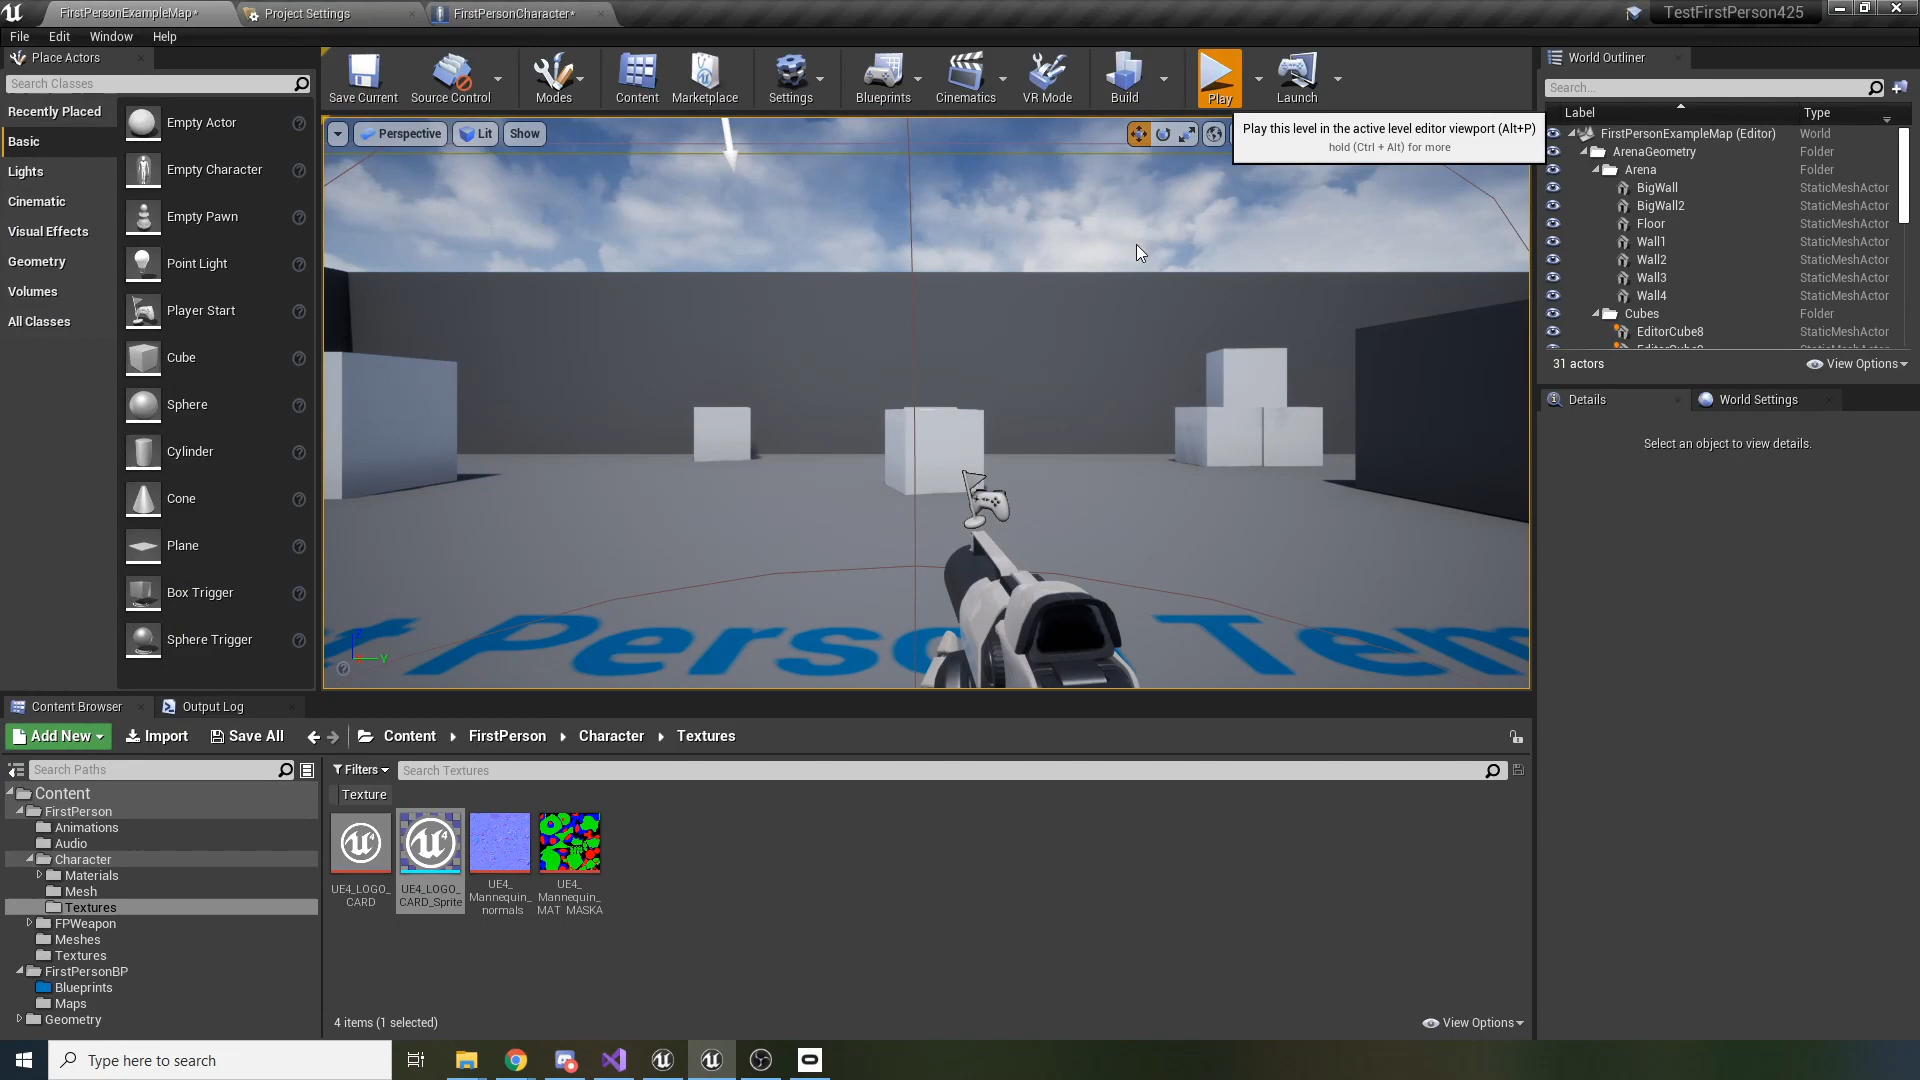 FirstPersonExampleMap*
Project Settings
FirstPersonCharacter*
TestFirstPerson425
File
Edit
Window
Help
Place Actors
Search Classes
Recently Placed
Basic
Lights
Cinematic
Visual Effects
Geometry
Volumes
All Classes
Empty Actor
Empty Character
Empty Pawn
Point Light
Player Start
Cube
Sphere
Cylinder
Cone
Plane
Box Trigger
Sphere Trigger
Save Current
Source Control
Modes
Content
Marketplace
Settings
Blueprints
Cinematics
VR Mode
Build
Play
Launch
Perspective
Lit
Show
Play this level in the active level editor viewport (Alt+P)
hold (Ctrl + Alt) for more
Person Tem
Y
World Outliner
Search...
Label
Type
FirstPersonExampleMap (Editor)
World
ArenaGeometry
Folder
Arena
Folder
BigWall
StaticMeshActor
BigWall2
StaticMeshActor
Floor
StaticMeshActor
Wall1
StaticMeshActor
Wall2
StaticMeshActor
Wall3
StaticMeshActor
Wall4
StaticMeshActor
Cubes
Folder
EditorCube8
StaticMeshActor
31 actors
View Options
Details
World Settings
Select an object to view details.
Content Browser
Output Log
Add New
Import
Save All
Content
FirstPerson
Character
Textures
Search Paths
Filters
Search Textures
Texture
Content
FirstPerson
Animations
Audio
Character
Materials
Mesh
Textures
FPWeapon
Meshes
Textures
FirstPersonBP
Blueprints
Maps
Geometry
UE4_LOGO_
CARD
UE4_LOGO_
CARD_Sprite
UE4_
Mannequin_
normals
UE4_
Mannequin_
MAT_MASKA
4 items (1 selected)
View Options
Type here to search